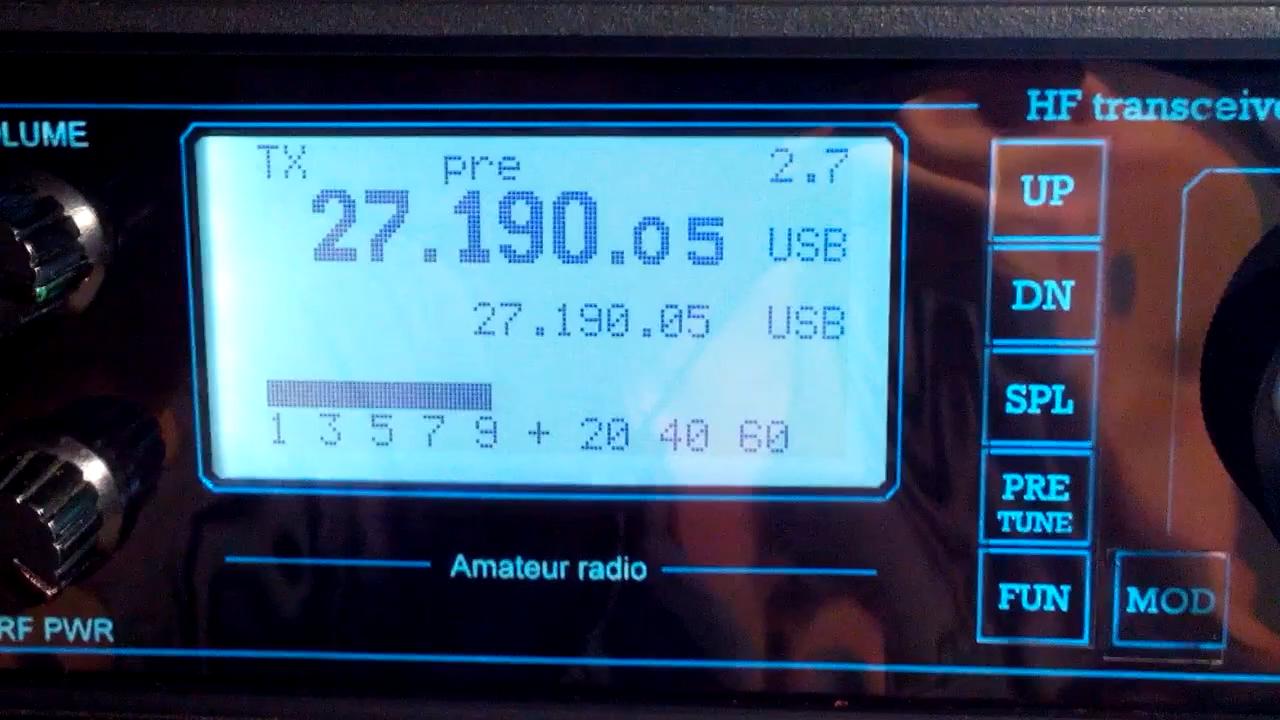 HF transceive
LUME
TX pre 2.7
27.190.05 USB
27.190.05 USB
1 3 5 7 9 + 20 40 60
UP
DN
SPL
PRE
TUNE
FUN
MOD
Amateur radio
RF PWR